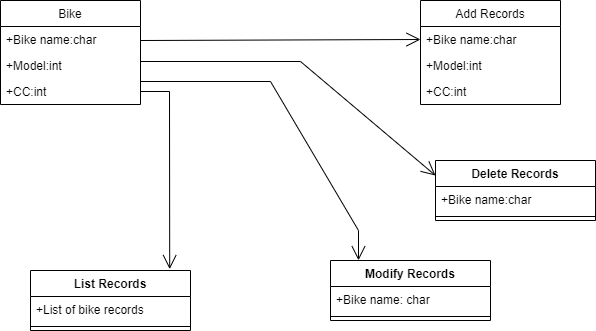 Bike
+Bike name:char
+Model:int
+CC:int
Add Records
+Bike name:char
+Model:int
+CC:int
Delete Records
+Bike name:char
Modify Records
+Bike name: char
List Records
+List of bike records